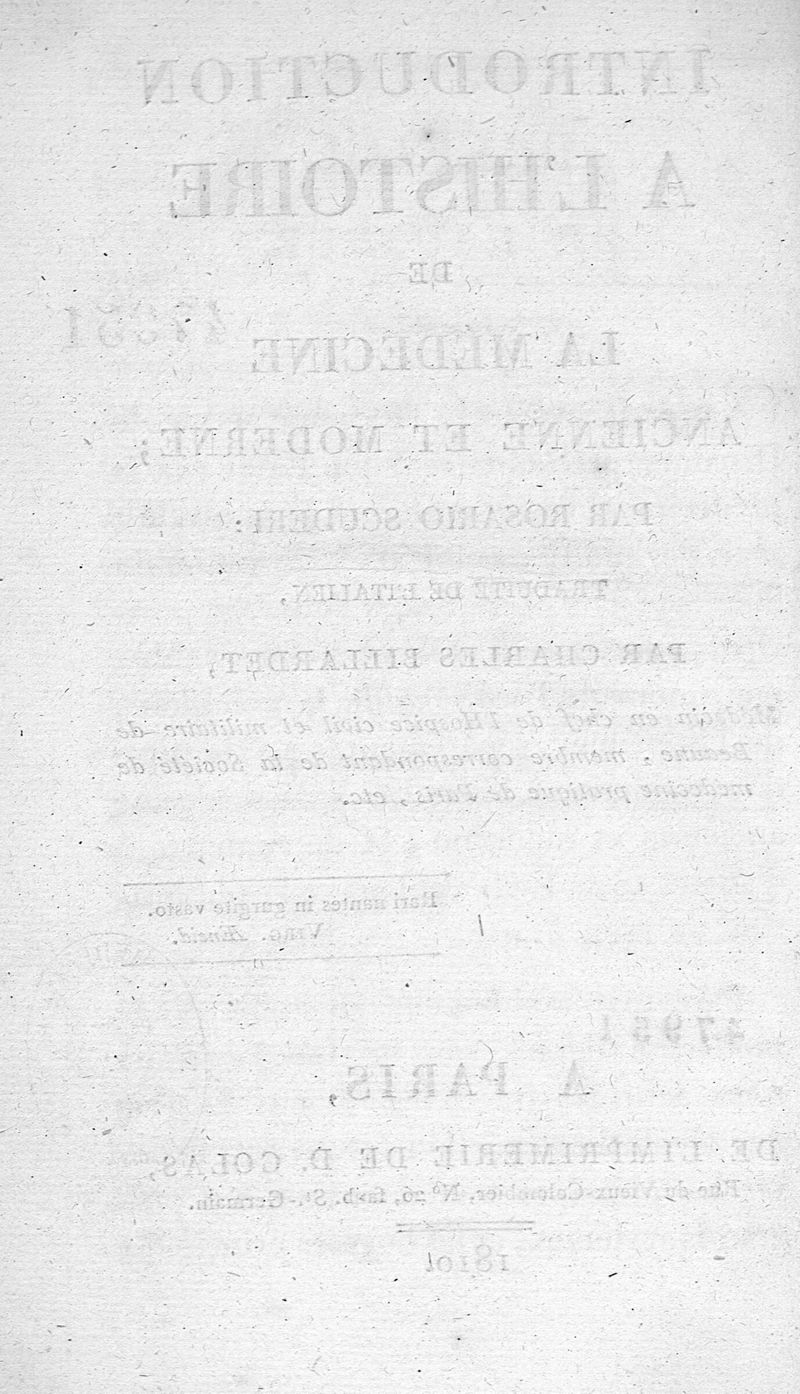 INTRODUCTION
A L'HISTOIRE
DE
LA MÉDECINE
ANCIENNE ET MODERNE;
PAR ROSARIO SCUDERI:
TRADUITE DE L'ITALIEN,
PAR CHARLES BILLARDET,
Médecin en chef de l'Hospice civil et militaire de
Beaune, membre correspondant de la Société de
médecine pratique de Paris, etc.
Rari nantes in gurgite vasto.
VIRG. Æneid.
47951
A PARIS,
DE L'IMPRIMERIE DE D. COLAS,
Rue du Vieux-Colombier, N° 26, faub. St.-Germain.
1810